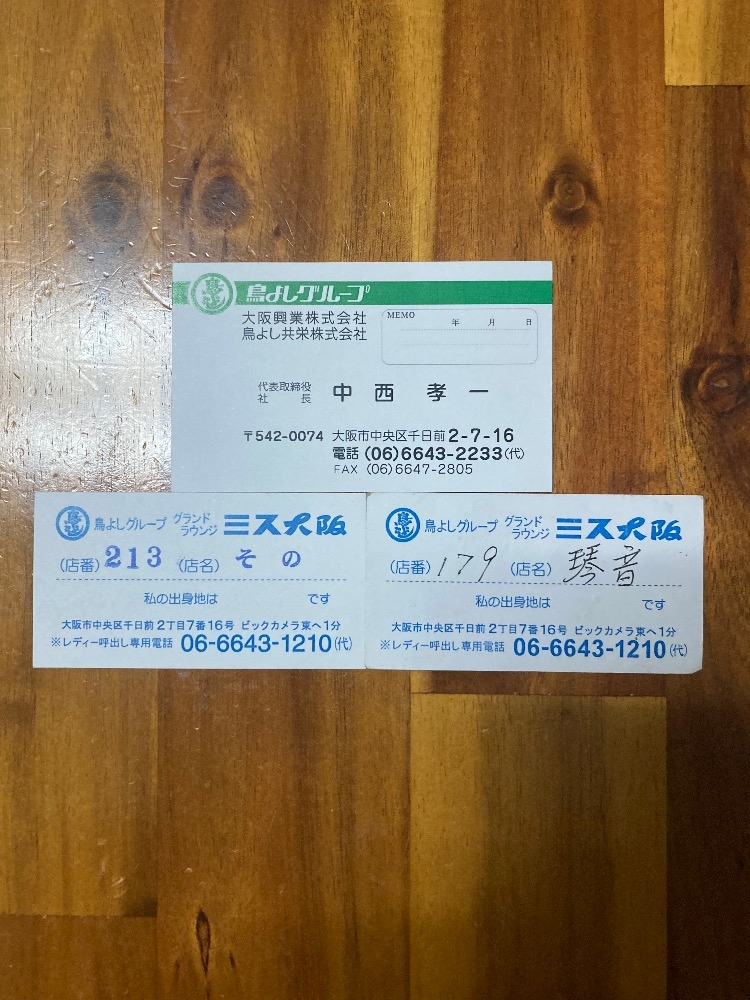 鳥よしグループ
大阪興業株式会社
鳥よし共栄株式会社
MEMO 年 月 日
代表取締役
社長 中西孝一
〒542-0074 大阪市中央区千日前2-7-16
電話 (06)6643-2233(代)
FAX (06)6647-2805
鳥よしグループ グランドラウンジ ミス大阪
(店番) 213 (店名) その
私の出身地は です
大阪市中央区千日前2丁目7番16号 ビックカメラ東へ1分
※レディー呼出し専用電話 06-6643-1210(代)
鳥よしグループ グランドラウンジ ミス大阪
(店番) 179 (店名) 琴音
私の出身地は です
大阪市中央区千日前2丁目7番16号 ビックカメラ東へ1分
※レディー呼出し専用電話 06-6643-1210(代)